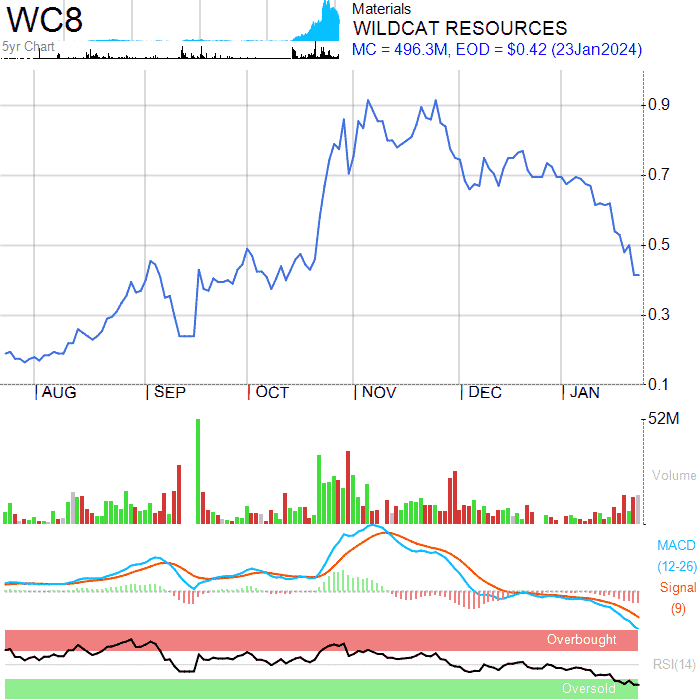 WC8
5yr Chart
Materials
WILDCAT RESOURCES
MC = 496.3M, EOD = $0.42 (23Jan2024)
0.9
0.7
0.5
0.3
0.1
AUG SEP OCT NOV DEC JAN
52M
Volume
MACD
(12-26)
Signal
(9)
Overbought
RSI(14)
Oversold